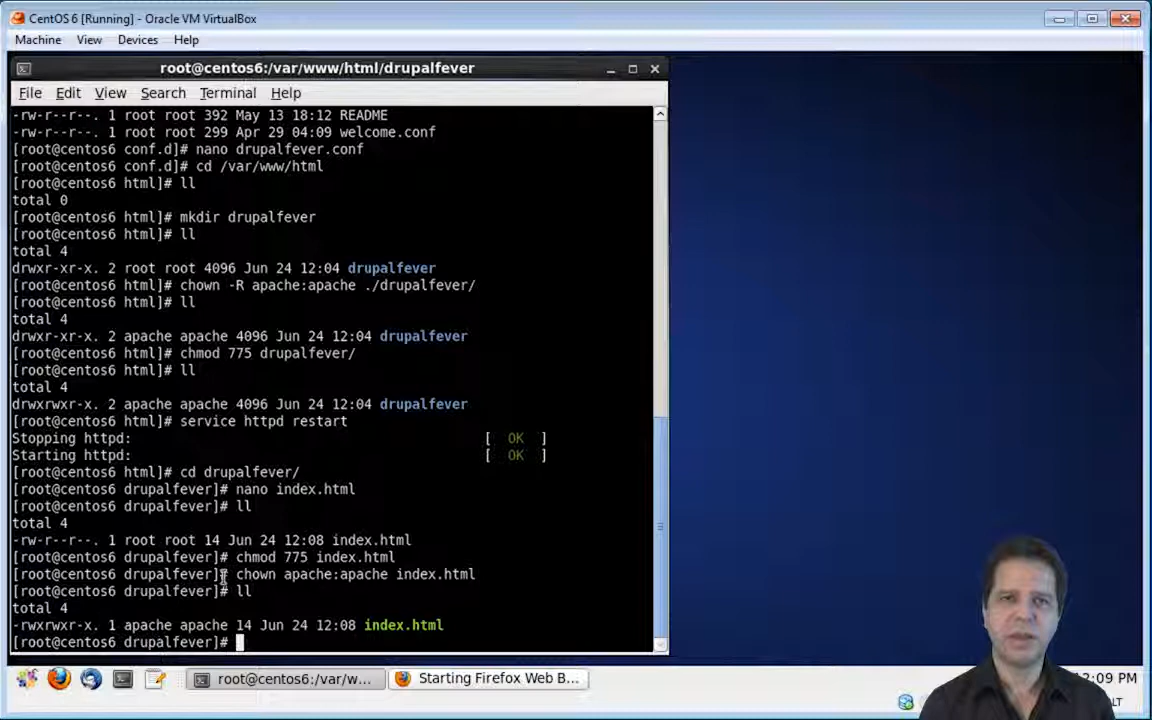 CentOS 6 [Running] - Oracle VM VirtualBox
Machine View Devices Help
root@centos6:/var/www/html/drupalfever
File Edit View Search Terminal Help
-rw-r--r--. 1 root root 392 May 13 18:12 README
-rw-r--r--. 1 root root 299 Apr 29 04:09 welcome.conf
[root@centos6 conf.d]# nano drupalfever.conf
[root@centos6 conf.d]# cd /var/www/html
[root@centos6 html]# ll
total 0
[root@centos6 html]# mkdir drupalfever
[root@centos6 html]# ll
total 4
drwxr-xr-x. 2 root root 4096 Jun 24 12:04 drupalfever
[root@centos6 html]# chown -R apache:apache ./drupalfever/
[root@centos6 html]# ll
total 4
drwxr-xr-x. 2 apache apache 4096 Jun 24 12:04 drupalfever
[root@centos6 html]# chmod 775 drupalfever/
[root@centos6 html]# ll
total 4
drwxrwxr-x. 2 apache apache 4096 Jun 24 12:04 drupalfever
[root@centos6 html]# service httpd restart
Stopping httpd: [ OK ]
Starting httpd: [ OK ]
[root@centos6 html]# cd drupalfever/
[root@centos6 drupalfever]# nano index.html
[root@centos6 drupalfever]# ll
total 4
-rw-r--r--. 1 root root 14 Jun 24 12:08 index.html
[root@centos6 drupalfever]# chmod 775 index.html
[root@centos6 drupalfever]# chown apache:apache index.html
[root@centos6 drupalfever]# ll
total 4
-rwxrwxr-x. 1 apache apache 14 Jun 24 12:08 index.html
[root@centos6 drupalfever]#
root@centos6:/var/w... Starting Firefox Web B... 12:09 PM